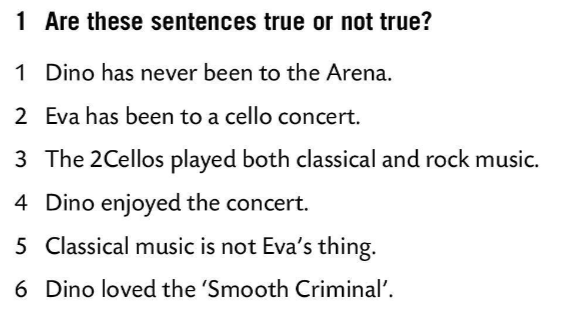 1 Are these sentences true or not true?
1 Dino has never been to the Arena.
2 Eva has been to a cello concert.
3 The 2Cellos played both classical and rock music.
4 Dino enjoyed the concert.
5 Classical music is not Eva’s thing.
6 Dino loved the ‘Smooth Criminal’.